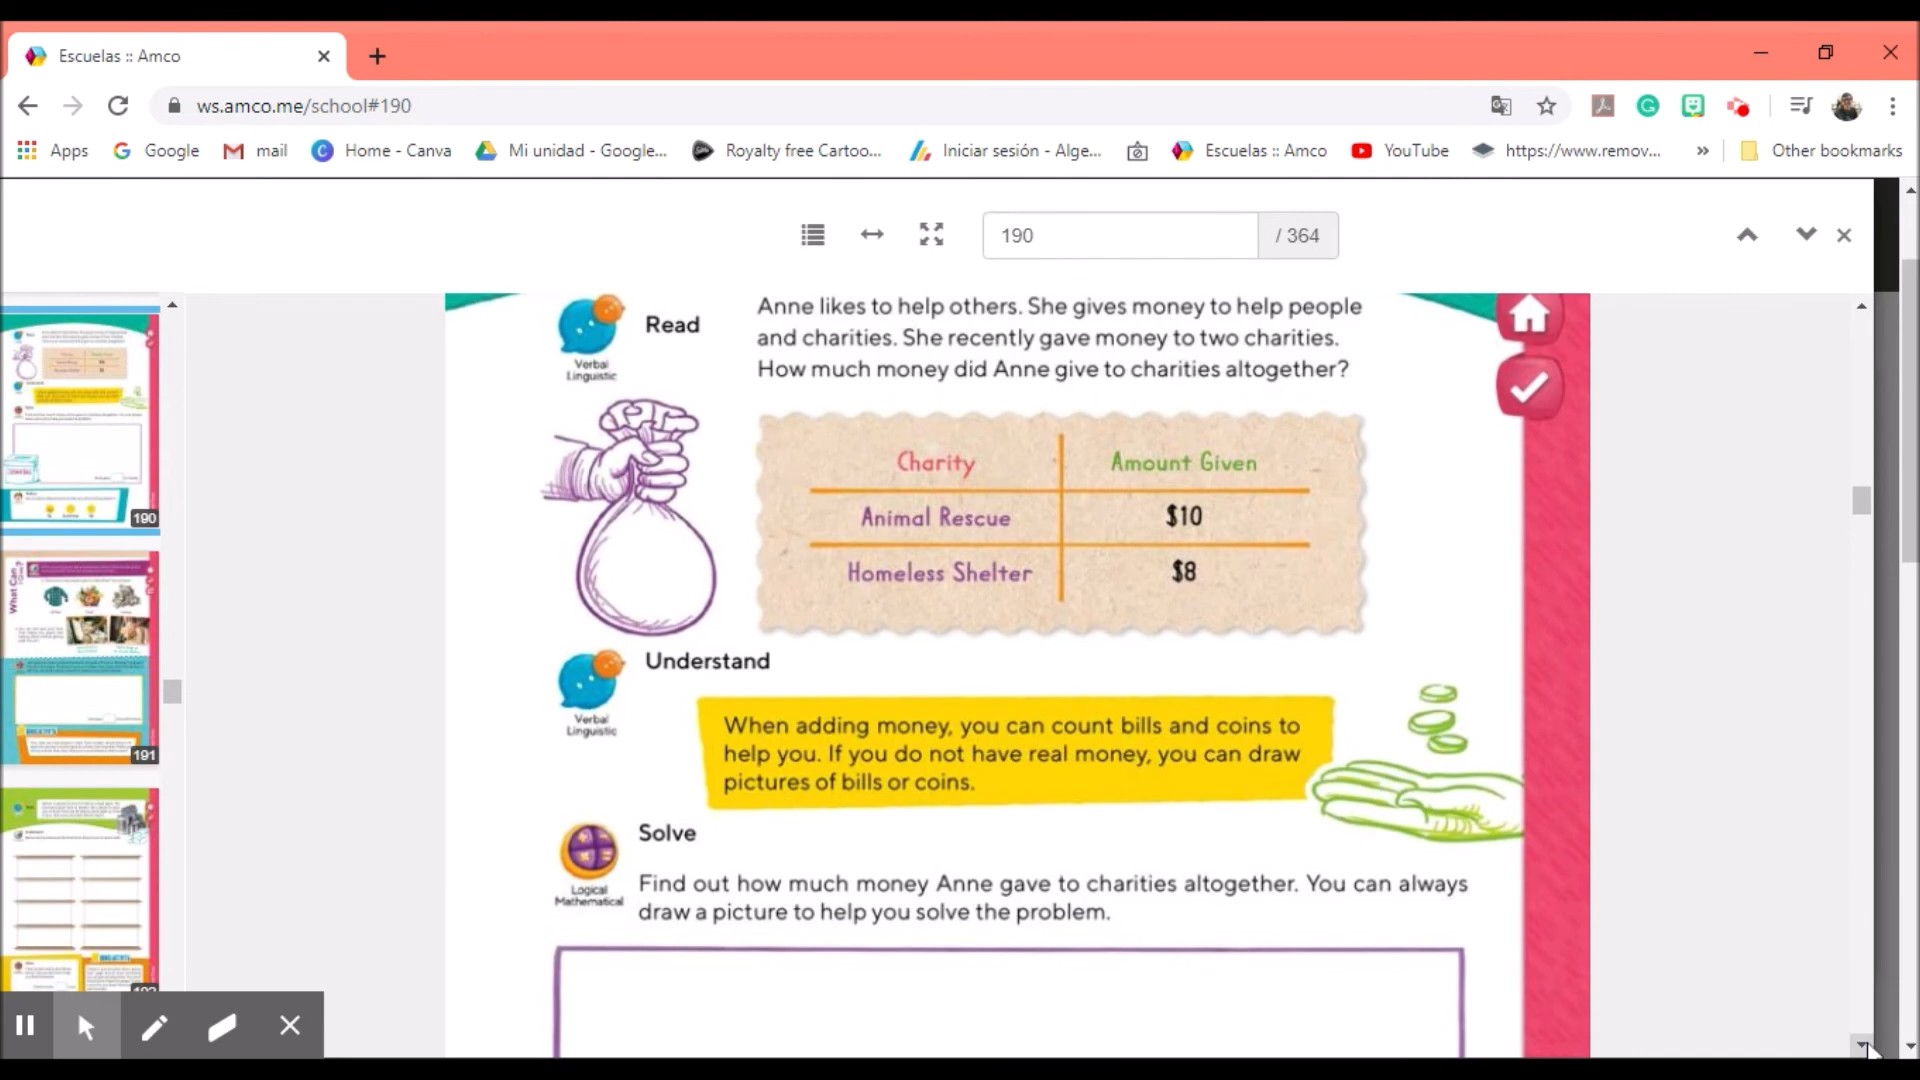 Escuelas :: Amco
ws.amco.me/school#190
Apps Google mail Home - Canva Mi unidad - Google... Royalty free Cartoo... Iniciar sesión - Alge... Escuelas :: Amco YouTube https://www.remov... » Other bookmarks
190 / 364
Read
Verbal
Linguistic
Anne likes to help others. She gives money to help people
and charities. She recently gave money to two charities.
How much money did Anne give to charities altogether?
Charity Amount Given
Animal Rescue $10
Homeless Shelter $8
Understand
Verbal
Linguistic
When adding money, you can count bills and coins to
help you. If you do not have real money, you can draw
pictures of bills or coins.
Solve
Logical
Mathematical
Find out how much money Anne gave to charities altogether. You can always
draw a picture to help you solve the problem.
190
What Can
191